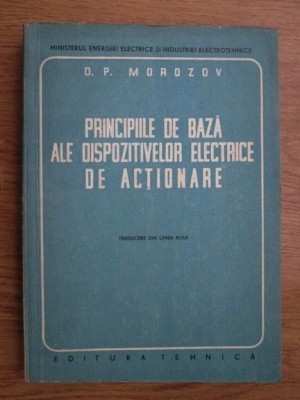 MINISTERUL ENERGIEI ELECTRICE ȘI INDUSTRIEI ELECTROTEHNICE
D. P. MOROZOV
PRINCIPIILE DE BAZĂ
ALE DISPOZITIVELOR ELECTRICE
DE ACȚIONARE
TRADUCERE DIN LIMBA RUSĂ
EDITURA TEHNICĂ